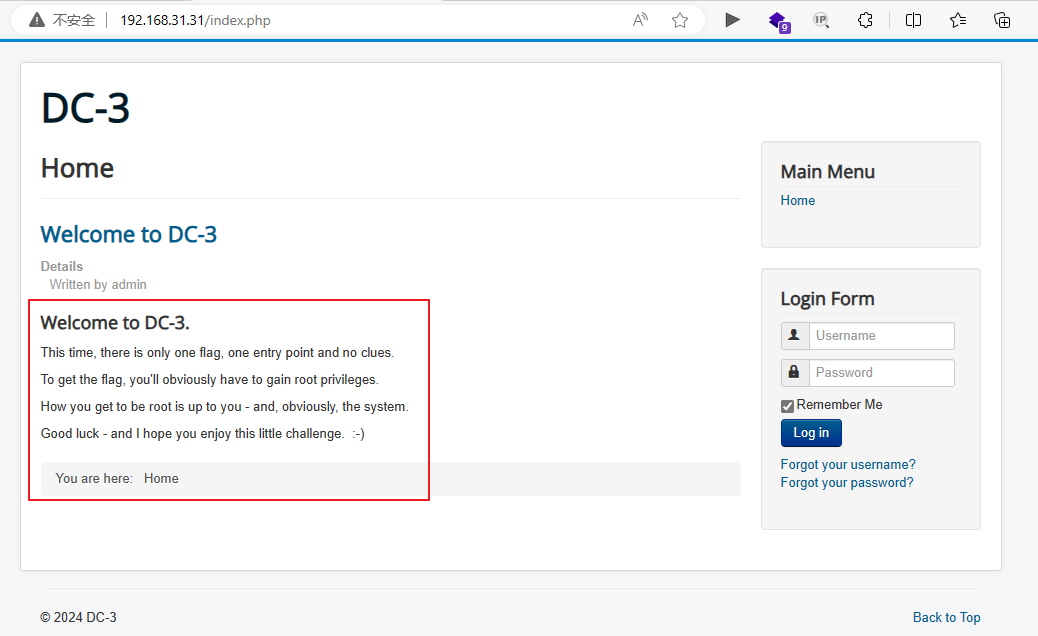 不安全 192.168.31.31/index.php
9
IP
DC-3
Home
Welcome to DC-3
Details
Written by admin
Welcome to DC-3.
This time, there is only one flag, one entry point and no clues.
To get the flag, you'll obviously have to gain root privileges.
How you get to be root is up to you - and, obviously, the system.
Good luck - and I hope you enjoy this little challenge. :-)
You are here: Home
Main Menu
Home
Login Form
Username
Password
Remember Me
Log in
Forgot your username?
Forgot your password?
© 2024 DC-3
Back to Top